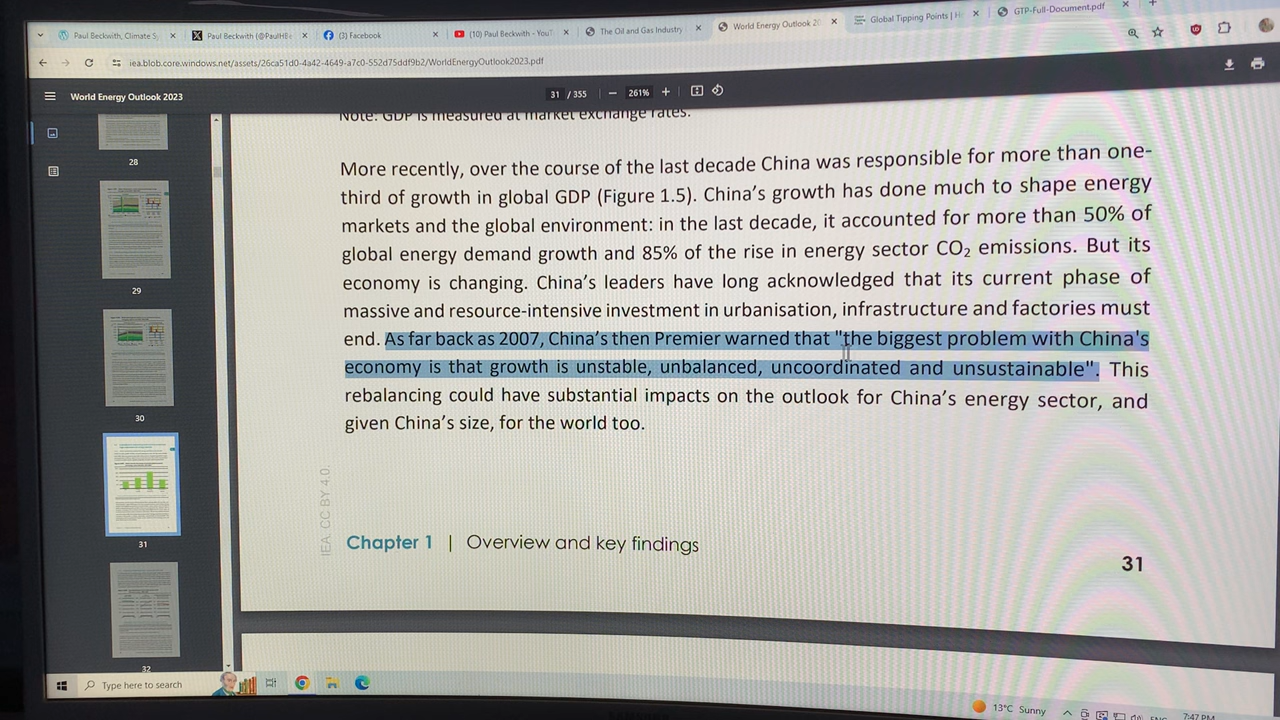 Paul Beckwith, Climate Sy
Paul Beckwith (@PaulHBe
(3) Facebook
(10) Paul Beckwith - YouT
The Oil and Gas Industry
World Energy Outlook 20
Global Tipping Points | H
GTP-Full-Document.pdf
iea.blob.core.windows.net/assets/26ca51d0-4a42-4649-a7c0-552d75ddf9b2/WorldEnergyOutlook2023.pdf
World Energy Outlook 2023
31 / 355
261%
28
29
30
31
32
Note: GDP is measured at market exchange rates.
More recently, over the course of the last decade China was responsible for more than one-
third of growth in global GDP (Figure 1.5). China's growth has done much to shape energy
markets and the global environment: in the last decade, it accounted for more than 50% of
global energy demand growth and 85% of the rise in energy sector CO₂ emissions. But its
economy is changing. China's leaders have long acknowledged that its current phase of
massive and resource-intensive investment in urbanisation, infrastructure and factories must
end. As far back as 2007, China's then Premier warned that "the biggest problem with China's
economy is that growth is unstable, unbalanced, uncoordinated and unsustainable". This
rebalancing could have substantial impacts on the outlook for China's energy sector, and
given China's size, for the world too.
IEA. CC BY 4.0.
Chapter 1 | Overview and key findings
31
Type here to search
13°C Sunny
ENG
7:47 PM